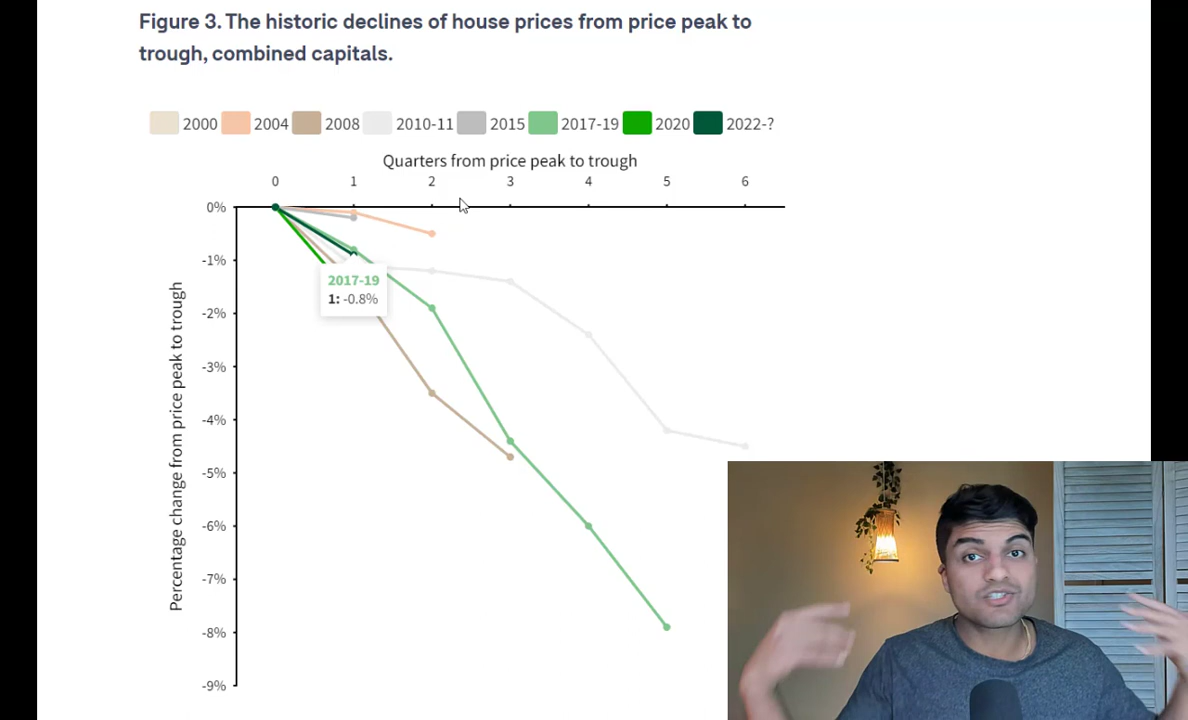 Figure 3. The historic declines of house prices from price peak to
trough, combined capitals.
2000 2004 2008 2010-11 2015 2017-19 2020 2022-?
Quarters from price peak to trough
0 1 2 3 4 5 6
Percentage change from price peak to trough
0%
-1%
-2%
-3%
-4%
-5%
-6%
-7%
-8%
-9%
2017-19
1: -0.8%